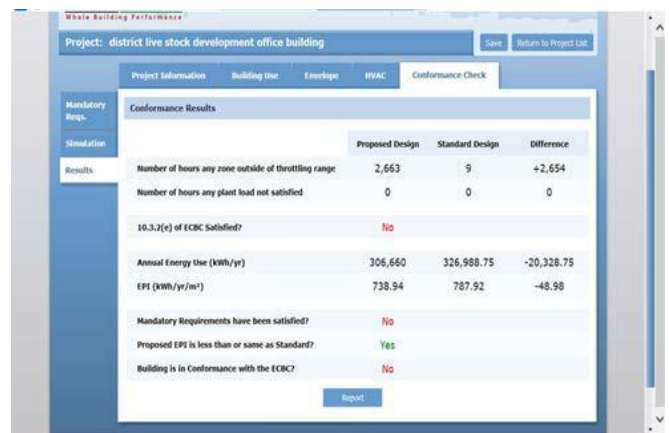 Whole Building Performance
Project: district live stock development office building
Save
Return to Project List
Project Information
Building Use
Envelope
HVAC
Conformance Check
Mandatory Reqs.
Simulation
Results
Conformance Results
Proposed Design Standard Design Difference
Number of hours any zone outside of throttling range 2,663 9 +2,654
Number of hours any plant load not satisfied 0 0 0
10.3.2(e) of ECBC Satisfied? No
Annual Energy Use (kWh/yr) 306,660 326,988.75 -20,328.75
EPI (kWh/yr/m²) 738.94 787.92 -48.98
Mandatory Requirements have been satisfied? No
Proposed EPI is less than or same as Standard? Yes
Building is in Conformance with the ECBC? No
Report